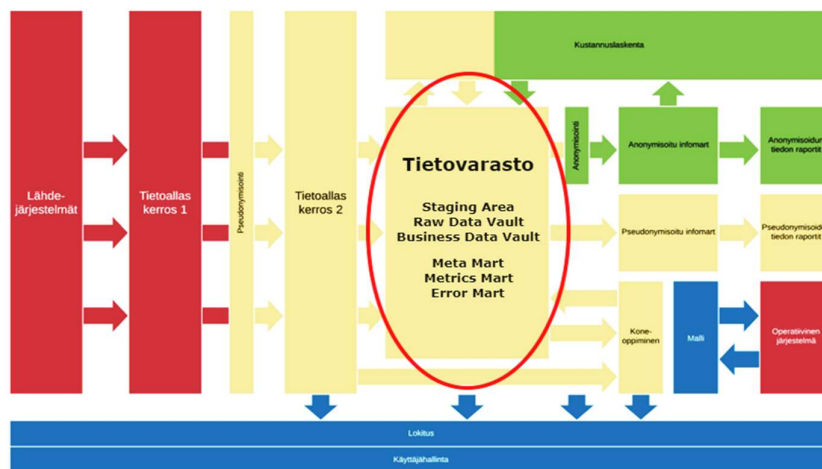 Kustannuslaskenta
Lähde-
järjestelmät
Tietoallas
kerros 1
Pseudonymisointi
Tietoallas
kerros 2
Tietovarasto
Staging Area
Raw Data Vault
Business Data Vault
Meta Mart
Metrics Mart
Error Mart
Anonymisointi
Anonymisoitu infomart
Anonymisoidun
tiedon raportit
Pseudonymisoitu infomart
Pseudonymisoidun
tiedon raportit
Kone-
oppiminen
Malli
Operatiivinen
järjestelmä
Lokitus
Käyttäjähallinta